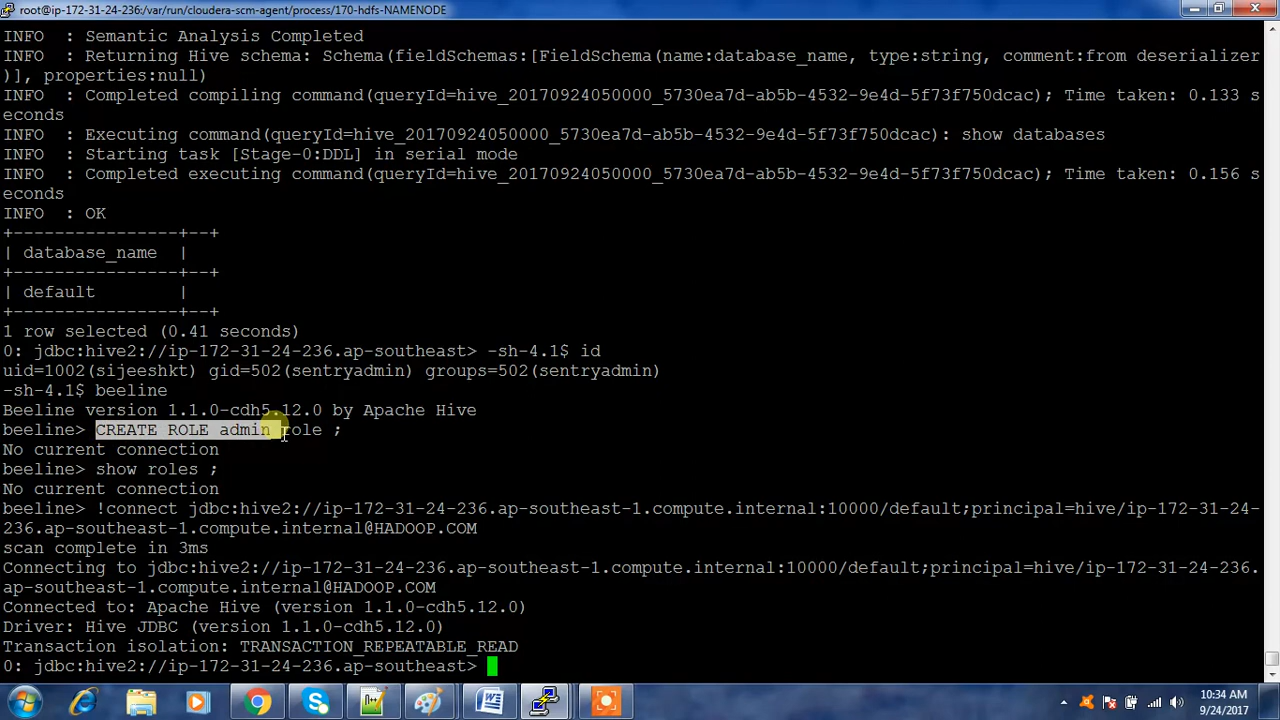 root@ip-172-31-24-236:/var/run/cloudera-scm-agent/process/170-hdfs-NAMENODE
INFO  : Semantic Analysis Completed
INFO  : Returning Hive schema: Schema(fieldSchemas:[FieldSchema(name:database_name, type:string, comment:from deserializer
)], properties:null)
INFO  : Completed compiling command(queryId=hive_20170924050000_5730ea7d-ab5b-4532-9e4d-5f73f750dcac); Time taken: 0.133 s
econds
INFO  : Executing command(queryId=hive_20170924050000_5730ea7d-ab5b-4532-9e4d-5f73f750dcac): show databases
INFO  : Starting task [Stage-0:DDL] in serial mode
INFO  : Completed executing command(queryId=hive_20170924050000_5730ea7d-ab5b-4532-9e4d-5f73f750dcac); Time taken: 0.156 s
econds
INFO  : OK
+----------------+--+
| database_name  |
+----------------+--+
| default        |
+----------------+--+
1 row selected (0.41 seconds)
0: jdbc:hive2://ip-172-31-24-236.ap-southeast> -sh-4.1$ id
uid=1002(sijeeshkt) gid=502(sentryadmin) groups=502(sentryadmin)
-sh-4.1$ beeline
Beeline version 1.1.0-cdh5.12.0 by Apache Hive
beeline> CREATE ROLE admin role ;
No current connection
beeline> show roles ;
No current connection
beeline> !connect jdbc:hive2://ip-172-31-24-236.ap-southeast-1.compute.internal:10000/default;principal=hive/ip-172-31-24-
236.ap-southeast-1.compute.internal@HADOOP.COM
scan complete in 3ms
Connecting to jdbc:hive2://ip-172-31-24-236.ap-southeast-1.compute.internal:10000/default;principal=hive/ip-172-31-24-236.
ap-southeast-1.compute.internal@HADOOP.COM
Connected to: Apache Hive (version 1.1.0-cdh5.12.0)
Driver: Hive JDBC (version 1.1.0-cdh5.12.0)
Transaction isolation: TRANSACTION_REPEATABLE_READ
0: jdbc:hive2://ip-172-31-24-236.ap-southeast>
10:34 AM
9/24/2017